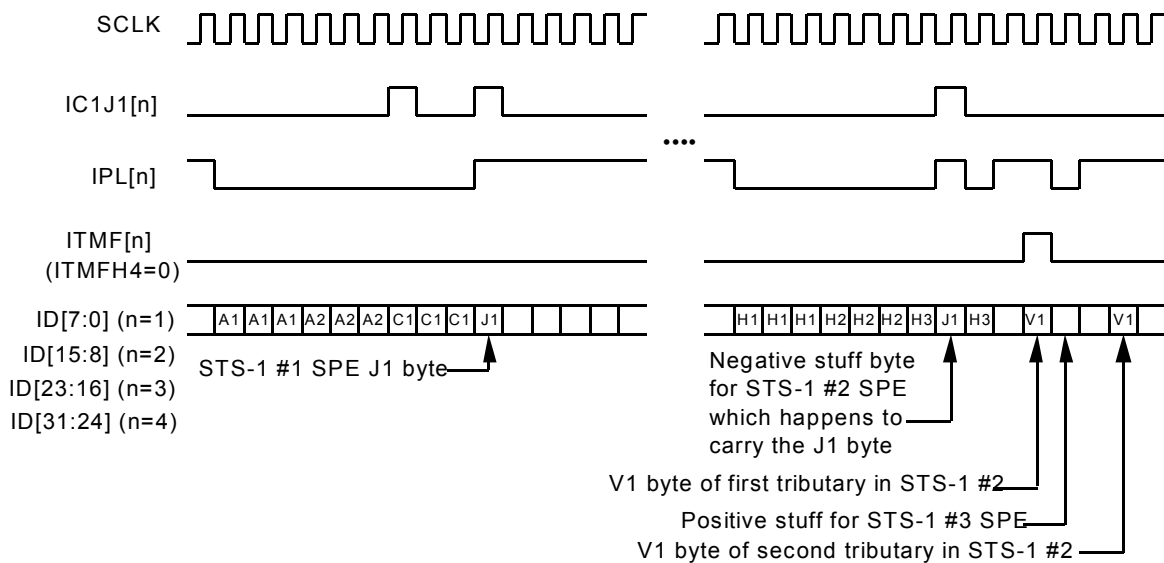 SCLK
IC1J1[n]
....
IPL[n]
ITMF[n]
(ITMFH4=0)
ID[7:0] (n=1)
A1 A1 A1 A2 A2 A2 C1 C1 C1 J1
H1 H1 H1 H2 H2 H2 H3 J1 H3 V1 V1
ID[15:8] (n=2)
ID[23:16] (n=3)
ID[31:24] (n=4)
STS-1 #1 SPE J1 byte
Negative stuff byte
for STS-1 #2 SPE
which happens to
carry the J1 byte
V1 byte of first tributary in STS-1 #2
Positive stuff for STS-1 #3 SPE
V1 byte of second tributary in STS-1 #2